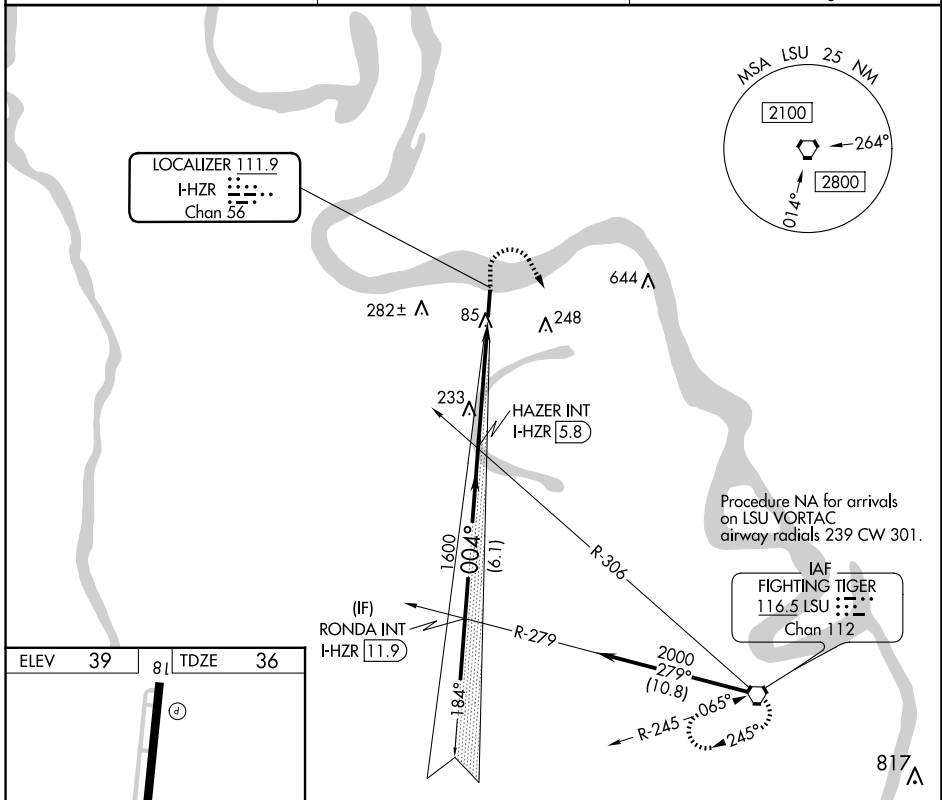 MSA LSU 25 NM
2100
264°
2800
014°
LOCALIZER 111.9
I-HZR
Chan 56
644
282±
85
248
233
HAZER INT
I-HZR 5.8
Procedure NA for arrivals
on LSU VORTAC
airway radials 239 CW 301.
1600
004°
(6.1)
R-306
IAF
FIGHTING TIGER
116.5 LSU
Chan 112
(IF)
RONDA INT
I-HZR 11.9
R-279
2000
279°
(10.8)
184°
R-245
065°
245°
817
ELEV 39
18
TDZE 36
P